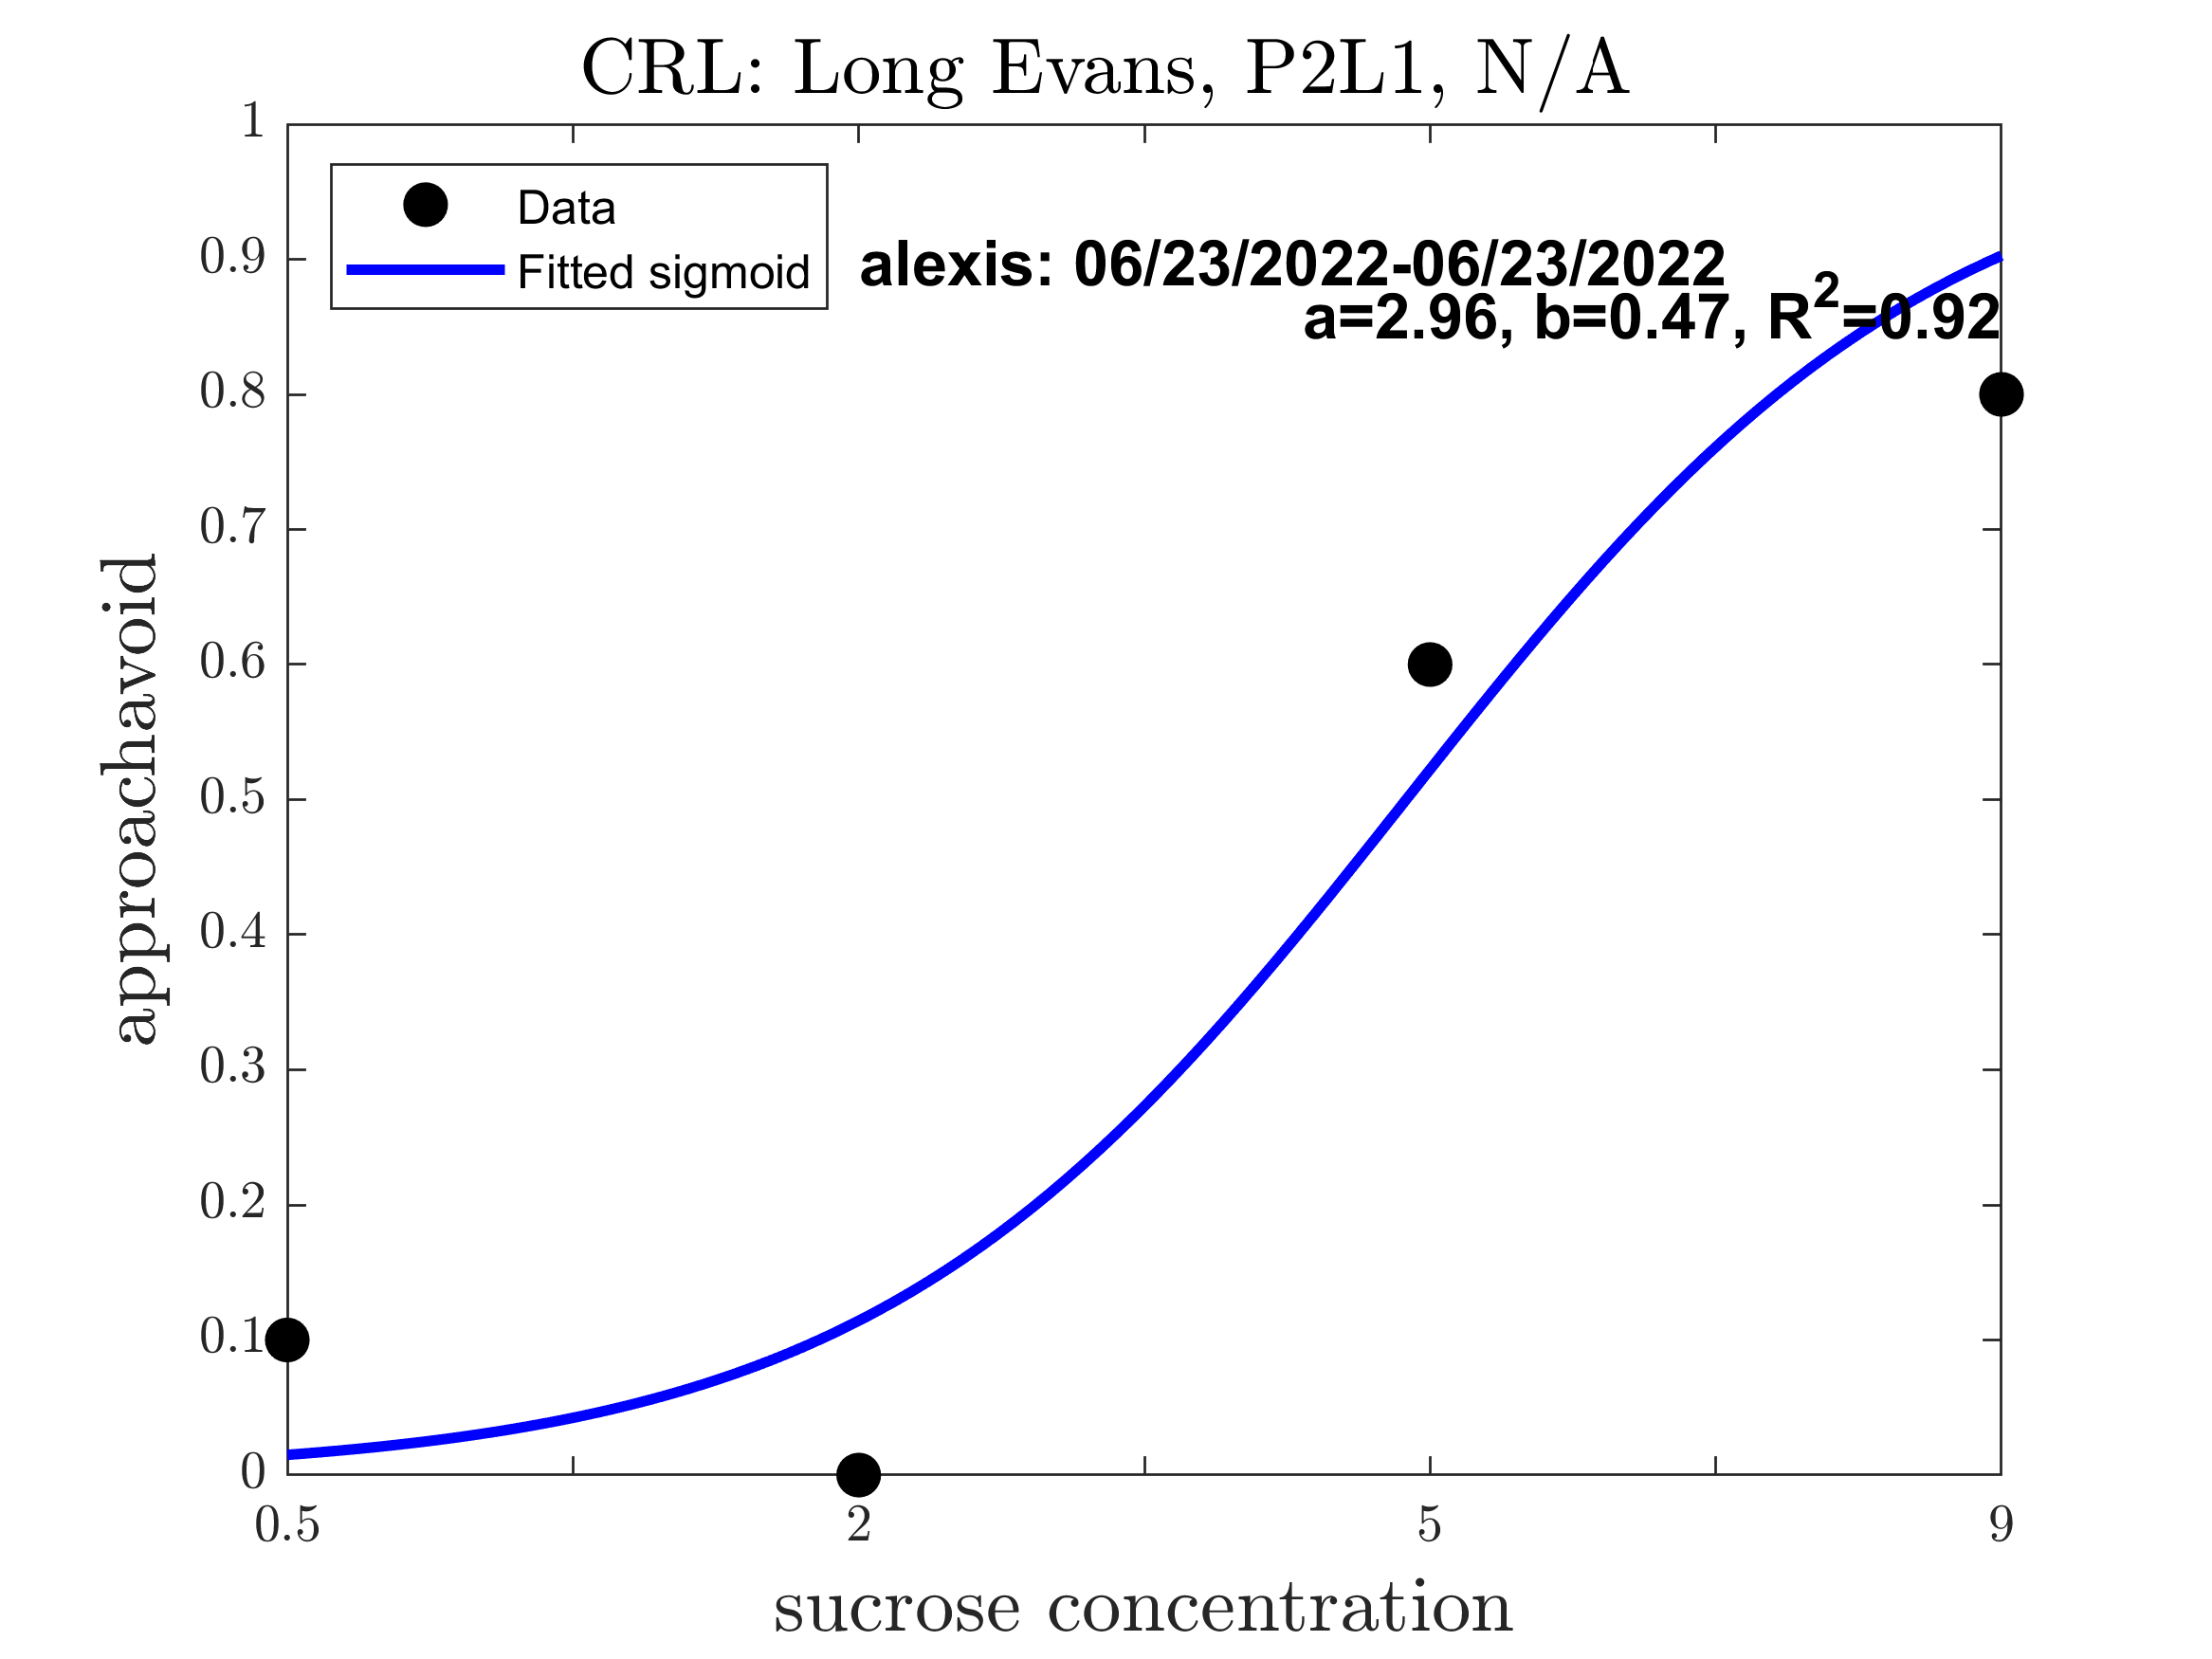 CRL: Long Evans, P2L1, N/A
1
Data
Fitted sigmoid
alexis: 06/23/2022-06/23/2022
a=2.96, b=0.47, R²=0.92
0.9
0.8
0.7
0.6
0.5
0.4
0.3
0.2
0.1
0
approachavoid
0.5 2 5 9
sucrose concentration